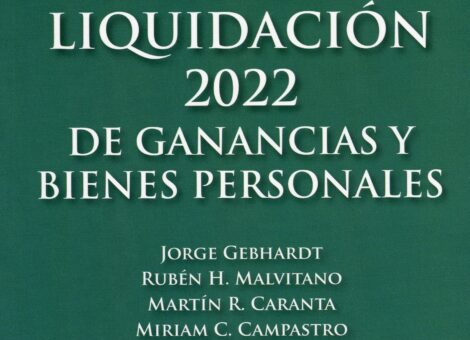 LIQUIDACIÓN
2022
DE GANANCIAS Y
BIENES PERSONALES
JORGE GEBHARDT
RUBÉN H. MALVITANO
MARTÍN R. CARANTA
MIRIAM C. CAMPASTRO